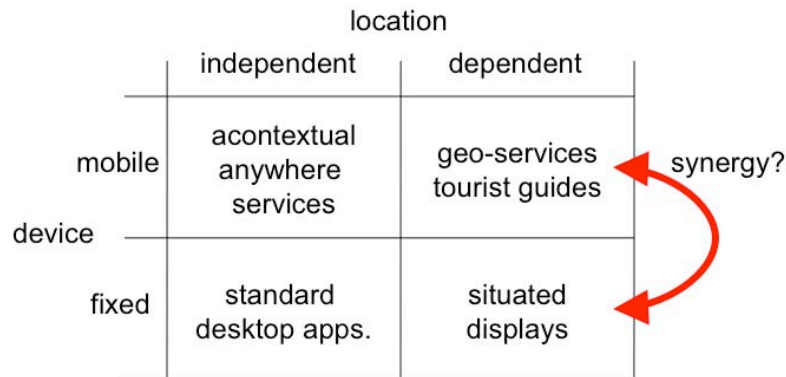 location
independent
dependent
mobile
acontextual
anywhere
services
geo-services
tourist guides
synergy?
device
fixed
standard
desktop apps.
situated
displays